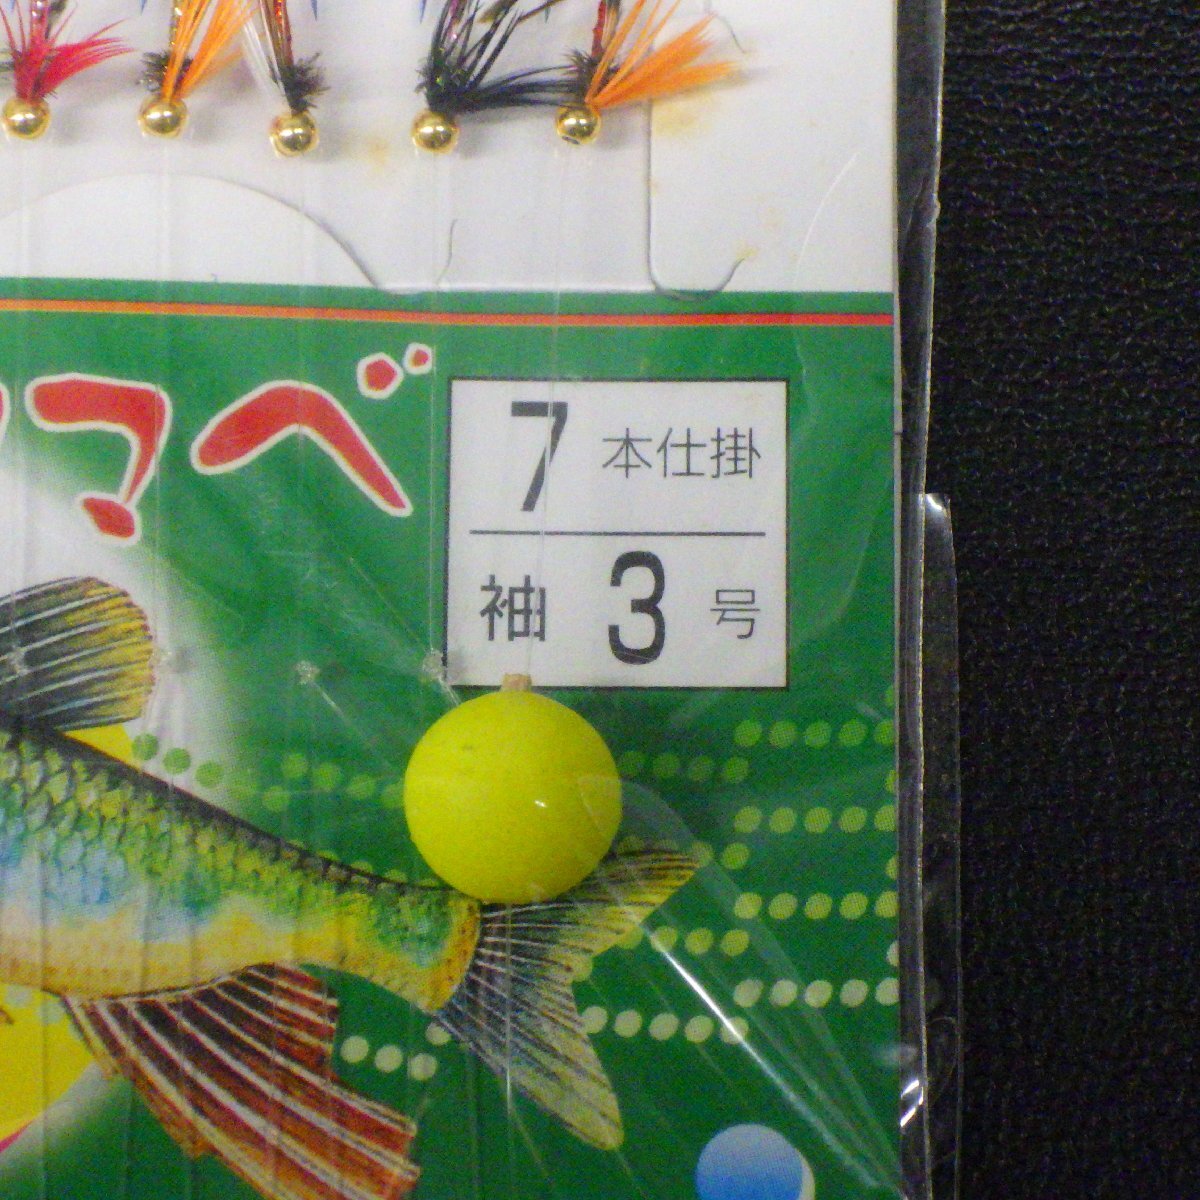 マベ
7 本仕掛
袖 3 号